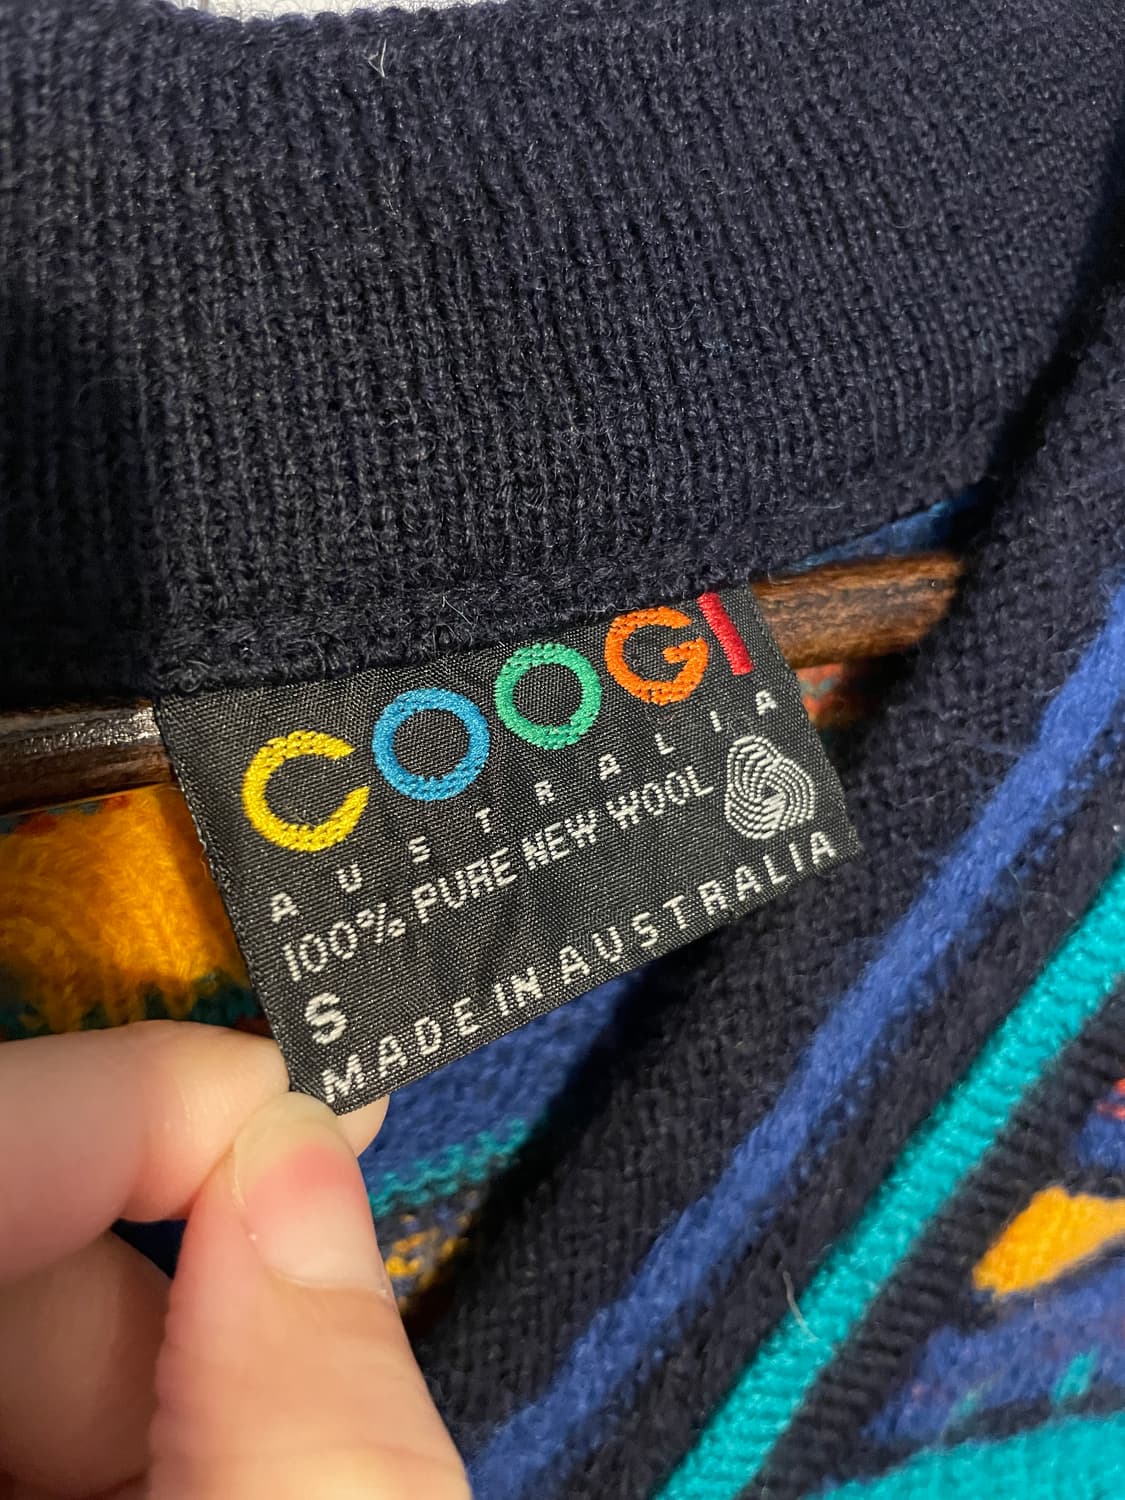 COOGI
AUSTRALIA
100% PURE NEW WOOL
S
MADE IN AUSTRALIA